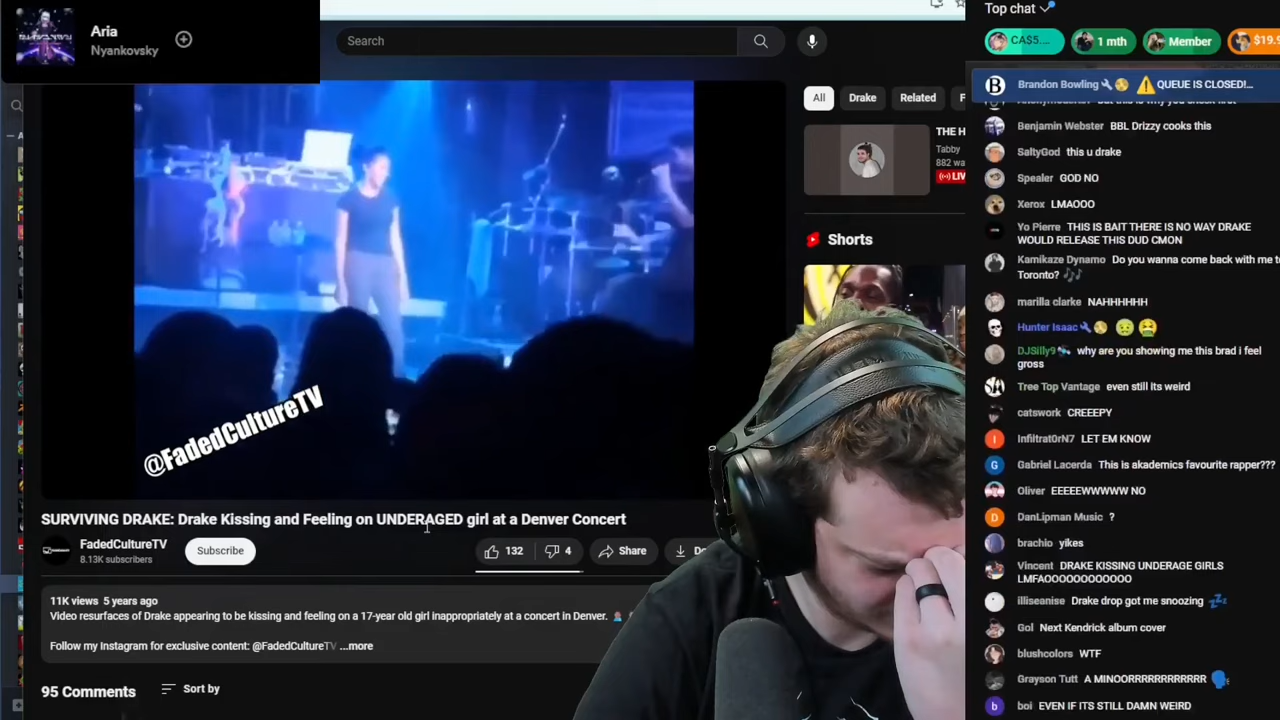 Aria
Nyankovsky
Search
Top chat
CA$5....
1 mth
Member
$19.9
Brandon Bowling QUEUE IS CLOSED!...
Benjamin Webster BBL Drizzy cooks this
SaltyGod this u drake
Spealer GOD NO
Xerox LMAOOO
Yo Pierre THIS IS BAIT THERE IS NO WAY DRAKE
WOULD RELEASE THIS DUD CMON
Kamikaze Dynamo Do you wanna come back with me to
Toronto?
marilla clarke NAHHHHHH
Hunter Isaac
DJSilly9 why are you showing me this brad i feel
gross
Tree Top Vantage even still its weird
catswork CREEEPY
Infiltrat0rN7 LET EM KNOW
Gabriel Lacerda This is akademics favourite rapper???
Oliver EEEEEWWWWW NO
DanLipman Music ?
brachio yikes
Vincent DRAKE KISSING UNDERAGE GIRLS
LMFAOOOOOOOOOOO
illiseanise Drake drop got me snoozing
Gol Next Kendrick album cover
blushcolors WTF
Grayson Tutt A MINORRRRRRRRRRR
boi EVEN IF ITS STILL DAMN WEIRD
All
Drake
Related
F
THE H
Tabby
882 wa
LIV
Shorts
@FadedCultureTV
SURVIVING DRAKE: Drake Kissing and Feeling on UNDERAGED girl at a Denver Concert
FadedCultureTV
8.13K subscribers
Subscribe
132
4
Share
Do
11K views 5 years ago
Video resurfaces of Drake appearing to be kissing and feeling on a 17-year old girl inappropriately at a concert in Denver.
Follow my Instagram for exclusive content: @FadedCultureTV ...more
95 Comments
Sort by